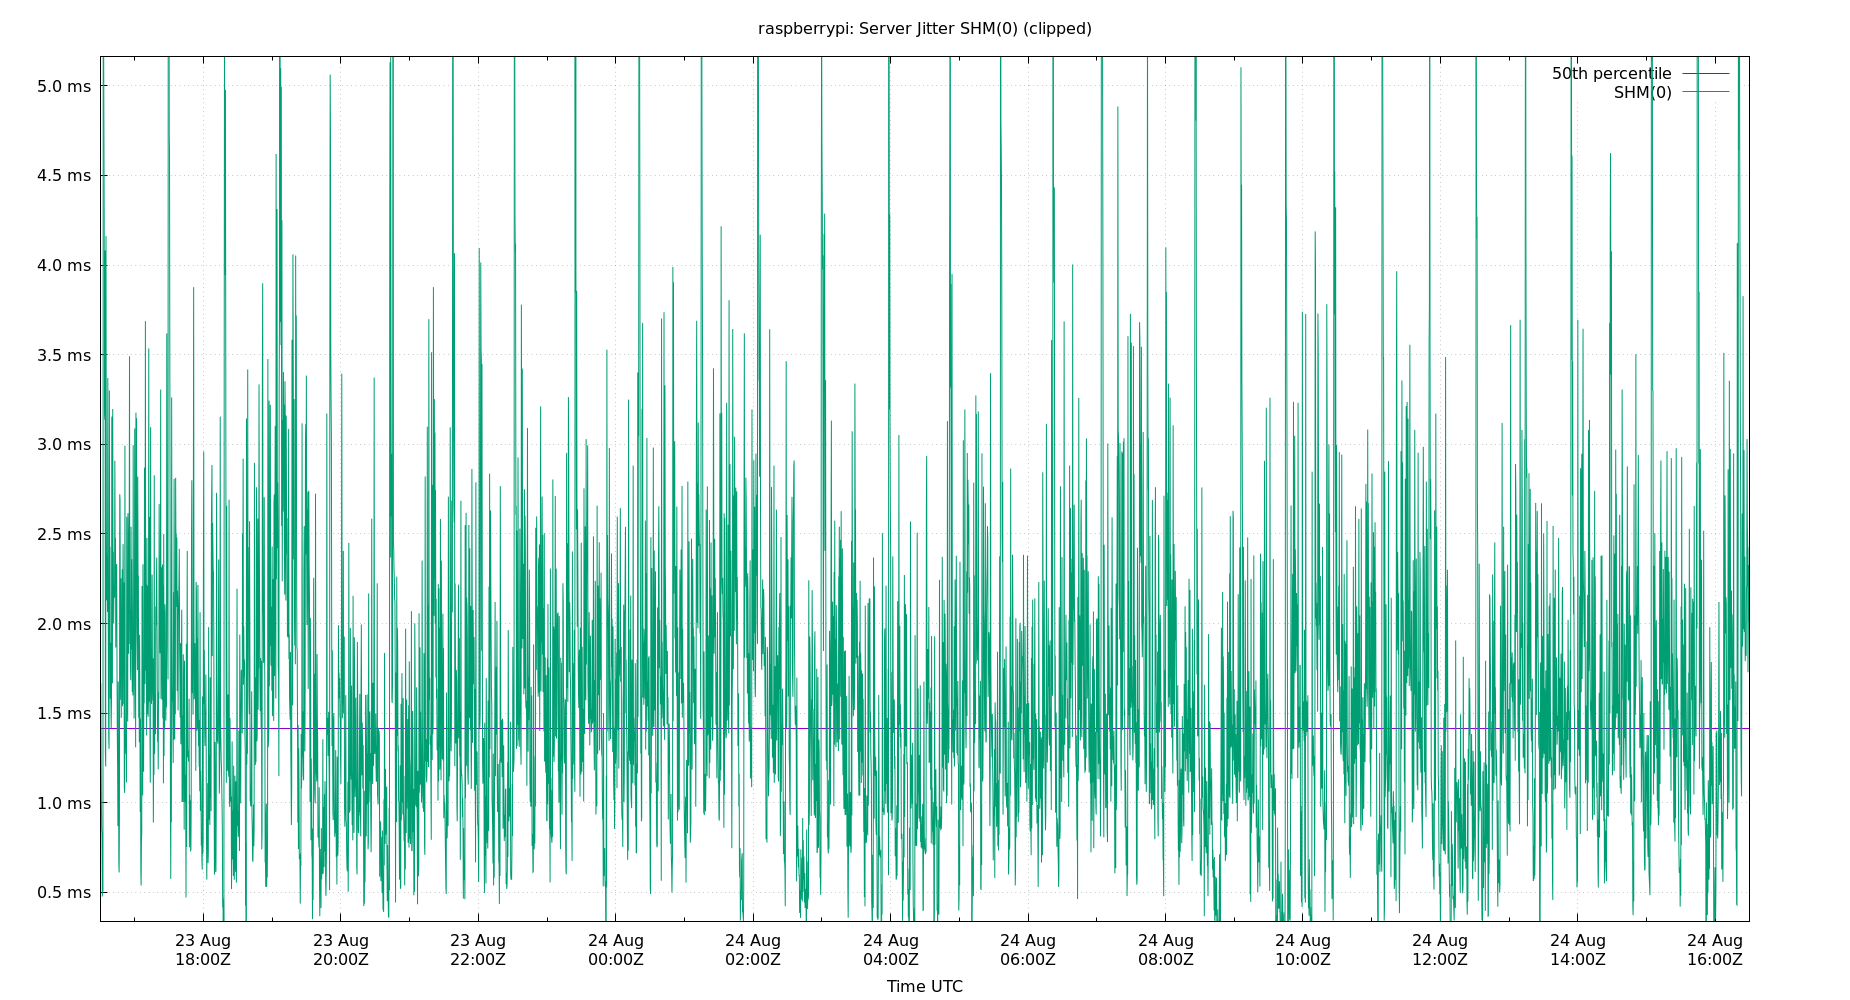 raspberrypi: Server Jitter SHM(0) (clipped)
50th percentile
SHM(0)
5.0 ms
4.5 ms
4.0 ms
3.5 ms
3.0 ms
2.5 ms
2.0 ms
1.5 ms
1.0 ms
0.5 ms
23 Aug 23 Aug 23 Aug 24 Aug 24 Aug 24 Aug 24 Aug 24 Aug 24 Aug 24 Aug 24 Aug 24 Aug
18:00Z 20:00Z 22:00Z 00:00Z 02:00Z 04:00Z 06:00Z 08:00Z 10:00Z 12:00Z 14:00Z 16:00Z
Time UTC